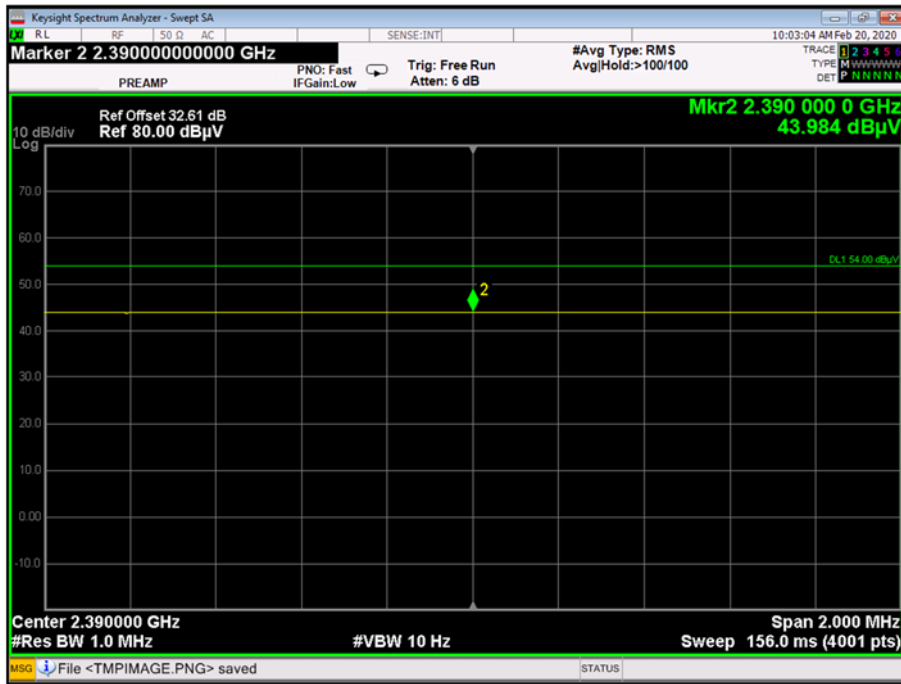 Keysight Spectrum Analyzer - Swept SA
LXI RL RF 50 Ω AC SENSE:INT 10:03:04 AM Feb 20, 2020
Marker 2 2.390000000000 GHz
PREAMP
PNO: Fast
IFGain:Low
Trig: Free Run
Atten: 6 dB
#Avg Type: RMS
Avg|Hold:>100/100
TRACE 1 2 3 4 5 6
TYPE M W W W W W
DET P N N N N N
Mkr2 2.390 000 0 GHz
43.984 dBµV
Ref Offset 32.61 dB
10 dB/div Ref 80.00 dBµV
Log
70.0
60.0
DL1 54.00 dBµV
50.0
2
40.0
30.0
20.0
10.0
0.00
-10.0
Center 2.390000 GHz Span 2.000 MHz
#Res BW 1.0 MHz #VBW 10 Hz Sweep 156.0 ms (4001 pts)
MSG File <TMPIMAGE.PNG> saved STATUS